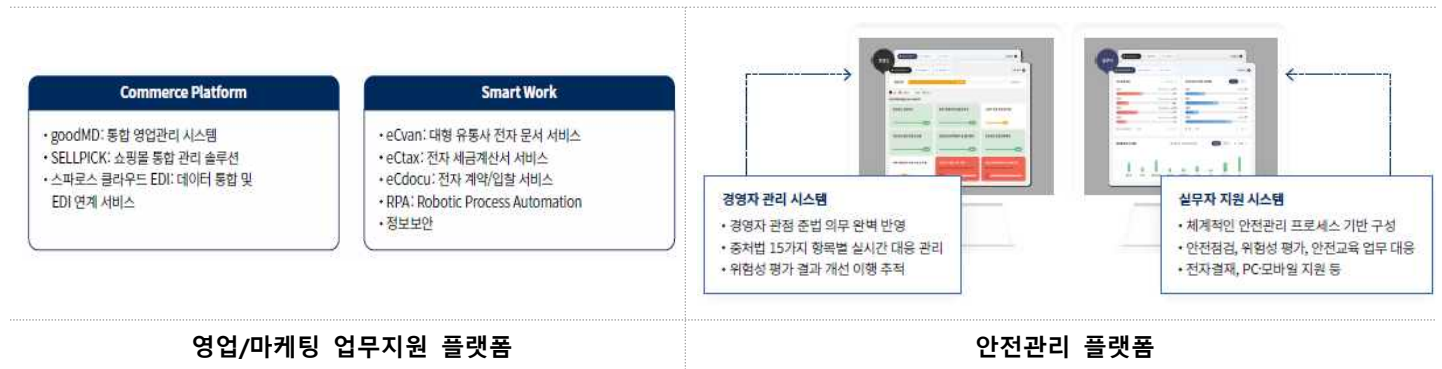 Commerce Platform
• goodMD: 통합 영업관리 시스템
• SELLPICK: 쇼핑몰 통합 관리 솔루션
• 스파로스 클라우드 EDI: 데이터 통합 및
EDI 연계 서비스
Smart Work
• eCvan: 대형 유통사 전자 문서 서비스
• eCtax: 전자 세금계산서 서비스
• eCdocu: 전자 계약/입찰 서비스
• RPA: Robotic Process Automation
• 정보보안
영업/마케팅 업무지원 플랫폼
경영자 관리 시스템
• 경영자 관점 준법 의무 완벽 반영
• 중처법 15가지 항목별 실시간 대응 관리
• 위험성 평가 결과 개선 이행 추적
실무자 지원 시스템
• 체계적인 안전관리 프로세스 기반 구성
• 안전점검, 위험성 평가, 안전교육 업무 대응
• 전자결재, PC·모바일 지원 등
안전관리 플랫폼